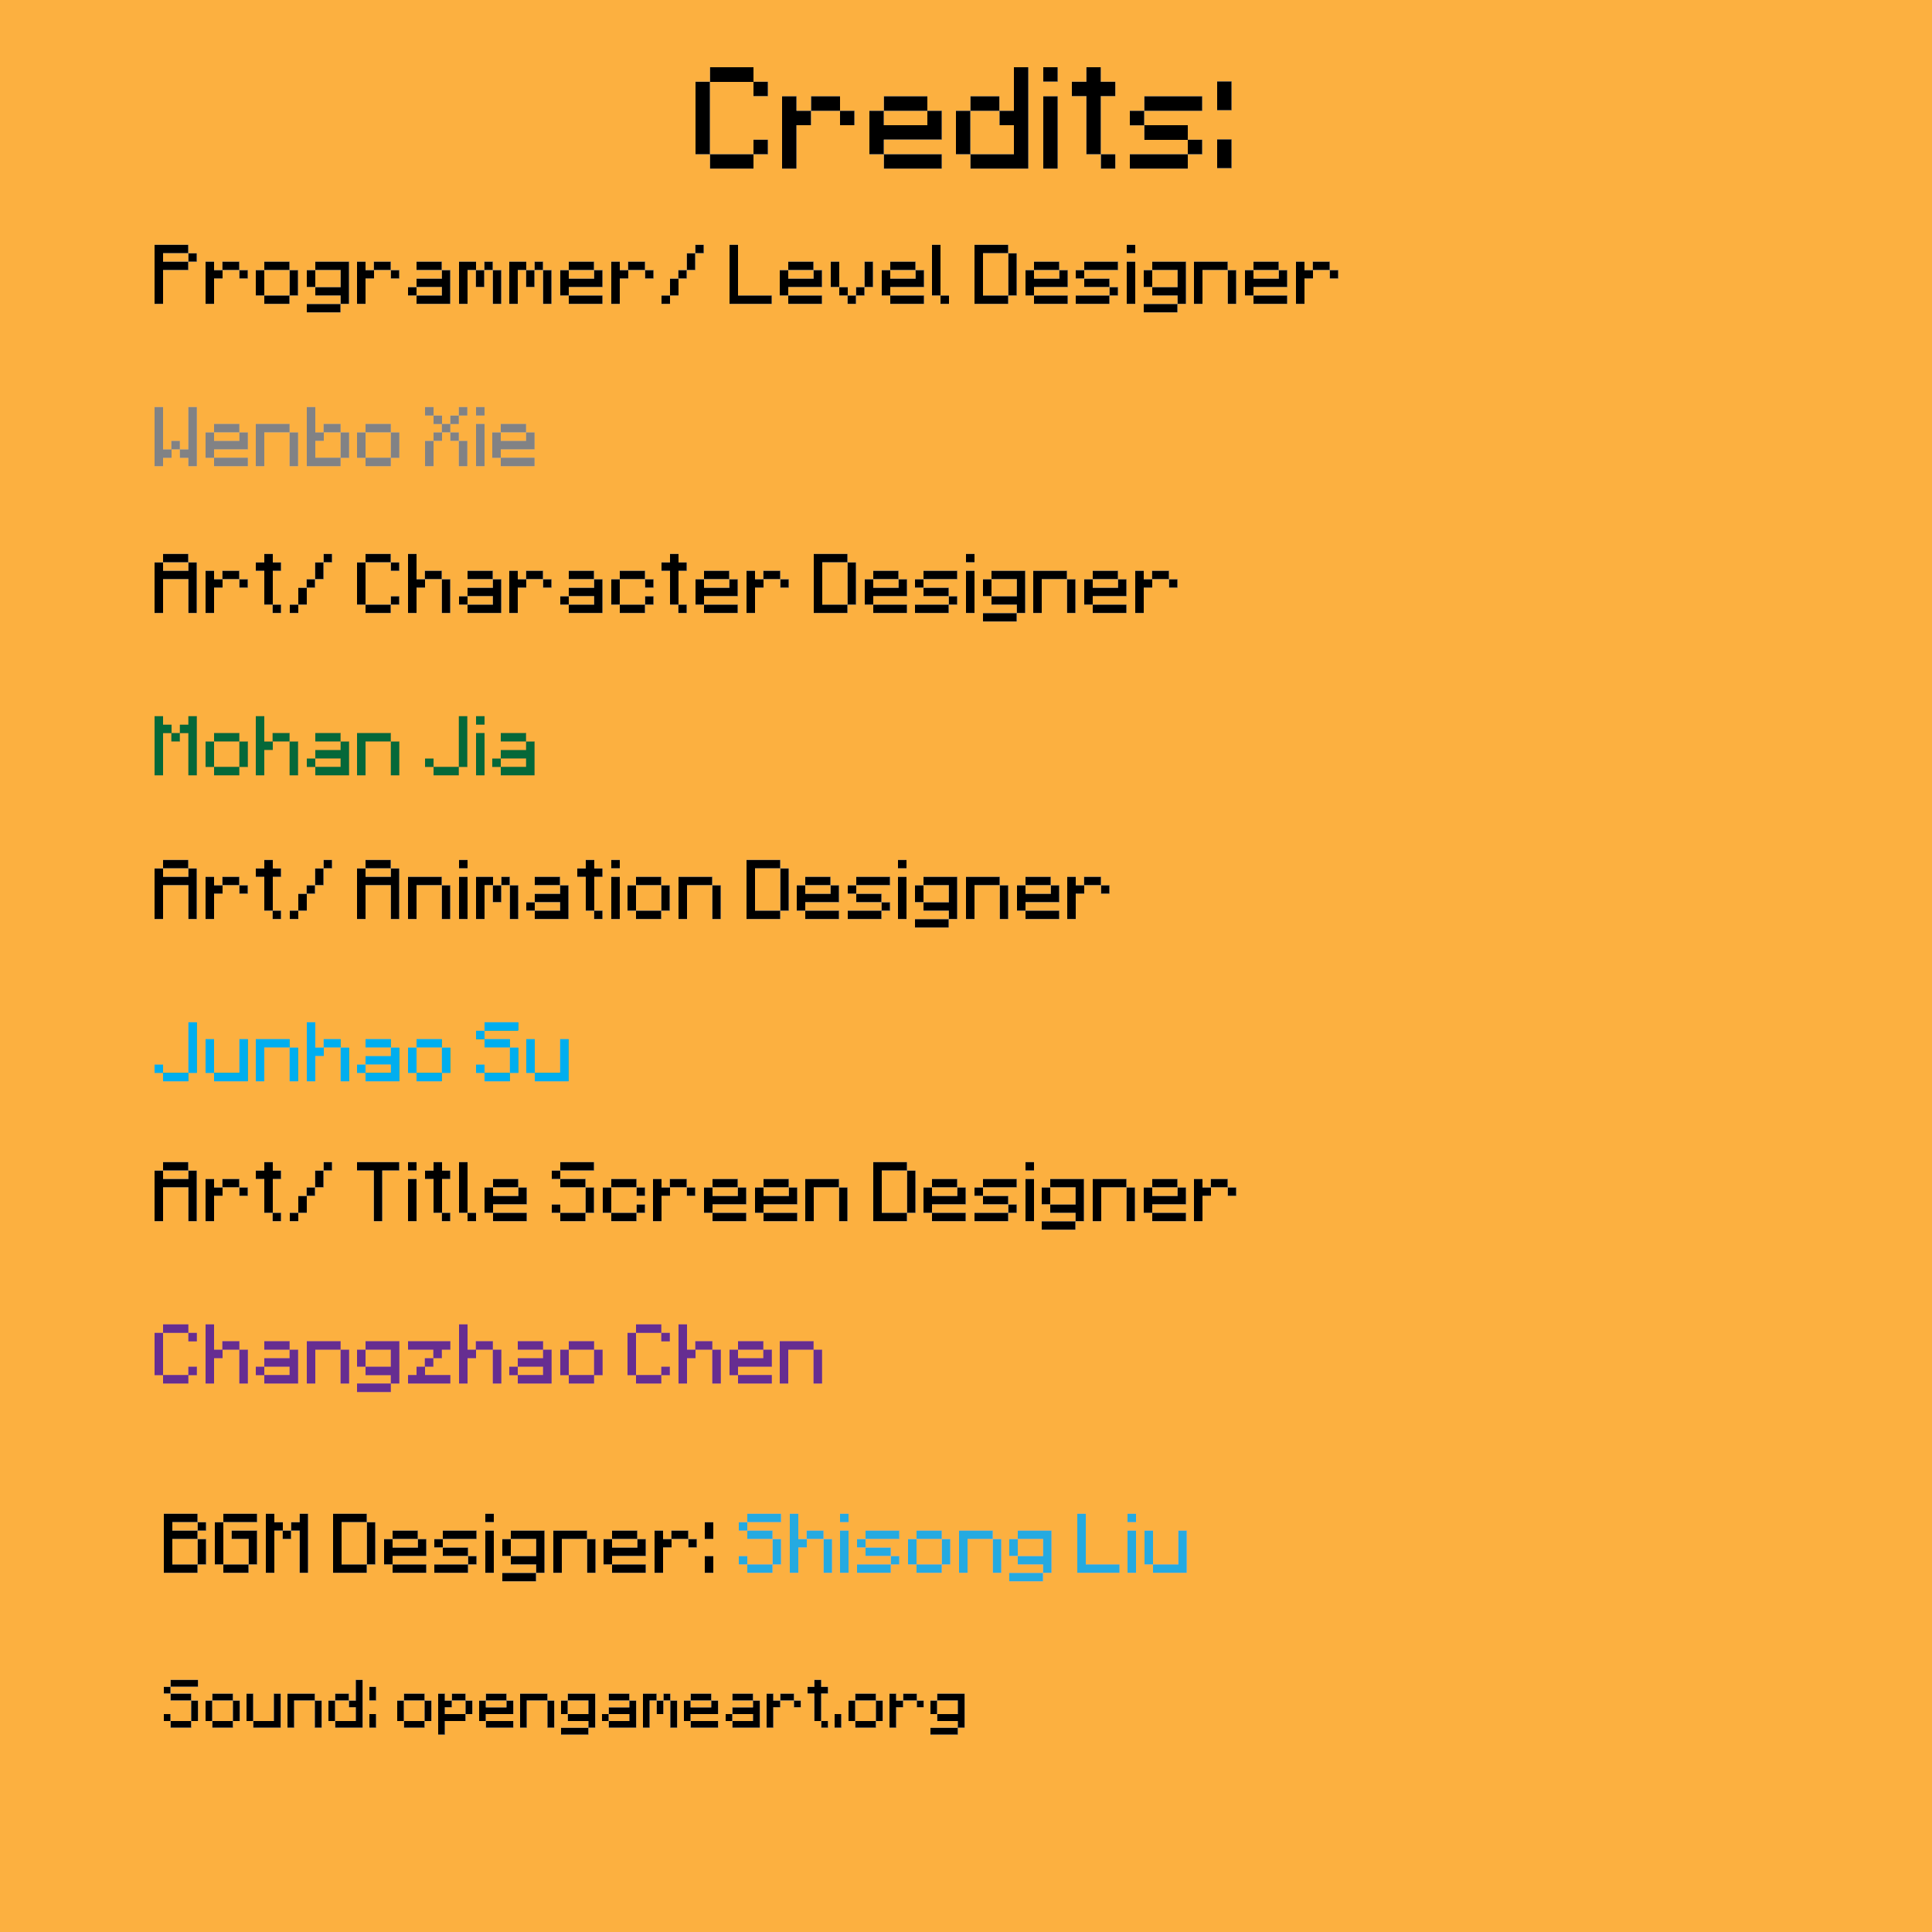 Credits:
Programmer/ Level Designer
Wenbo Xie
Art/ Character Designer
Mohan Jia
Art/ Animation Designer
Junhao Su
Art/ Title Screen Designer
Changzhao Chen
BGM Designer: Shisong Liu
Sound: opengameart.org